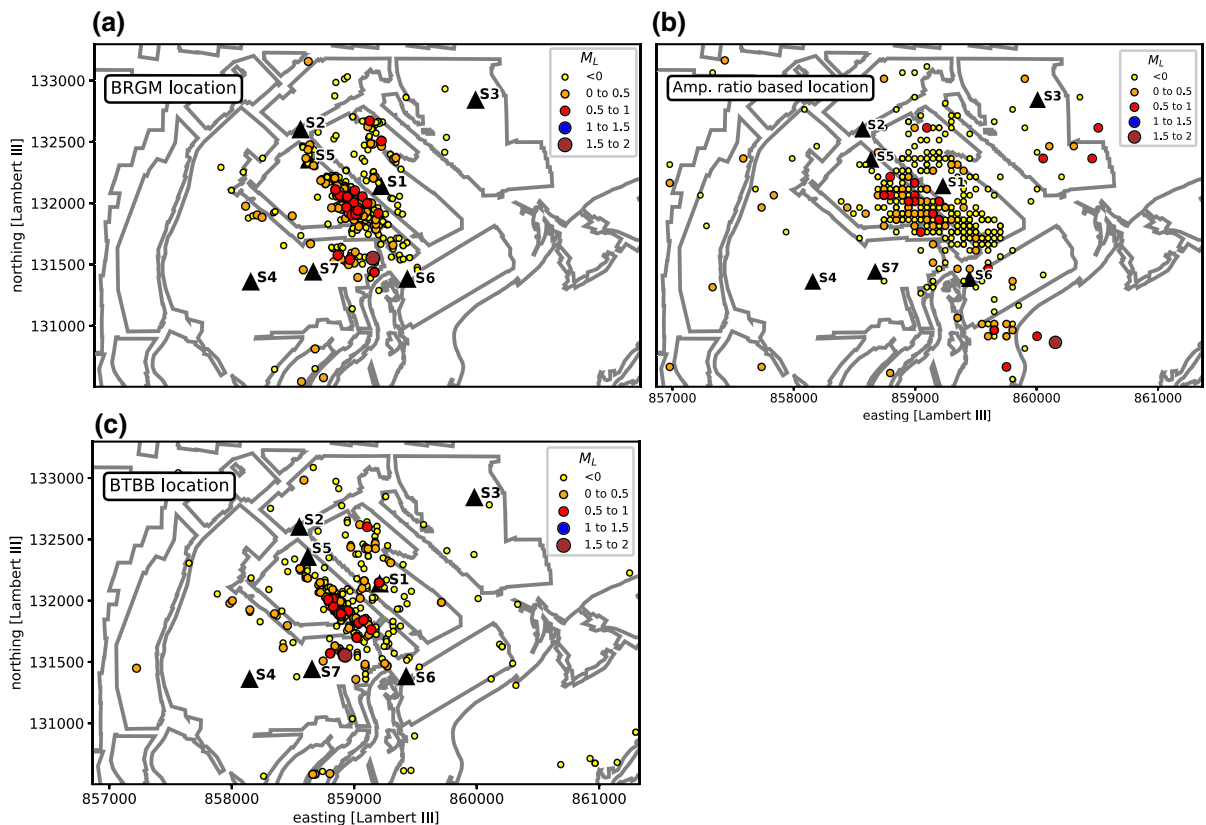 (a)
BRGM location
M_L
<0
0 to 0.5
0.5 to 1
1 to 1.5
1.5 to 2
S3
S2
S5
S1
S4
S7
S6
133000
132500
132000
131500
131000
northing [Lambert III]
(b)
Amp. ratio based location
M_L
<0
0 to 0.5
0.5 to 1
1 to 1.5
1.5 to 2
S3
S2
S5
S1
S4
S7
S6
857000 858000 859000 860000 861000
easting [Lambert III]
(c)
BTBB location
M_L
<0
0 to 0.5
0.5 to 1
1 to 1.5
1.5 to 2
S3
S2
S5
S1
S4
S7
S6
133000
132500
132000
131500
131000
northing [Lambert III]
857000 858000 859000 860000 861000
easting [Lambert III]